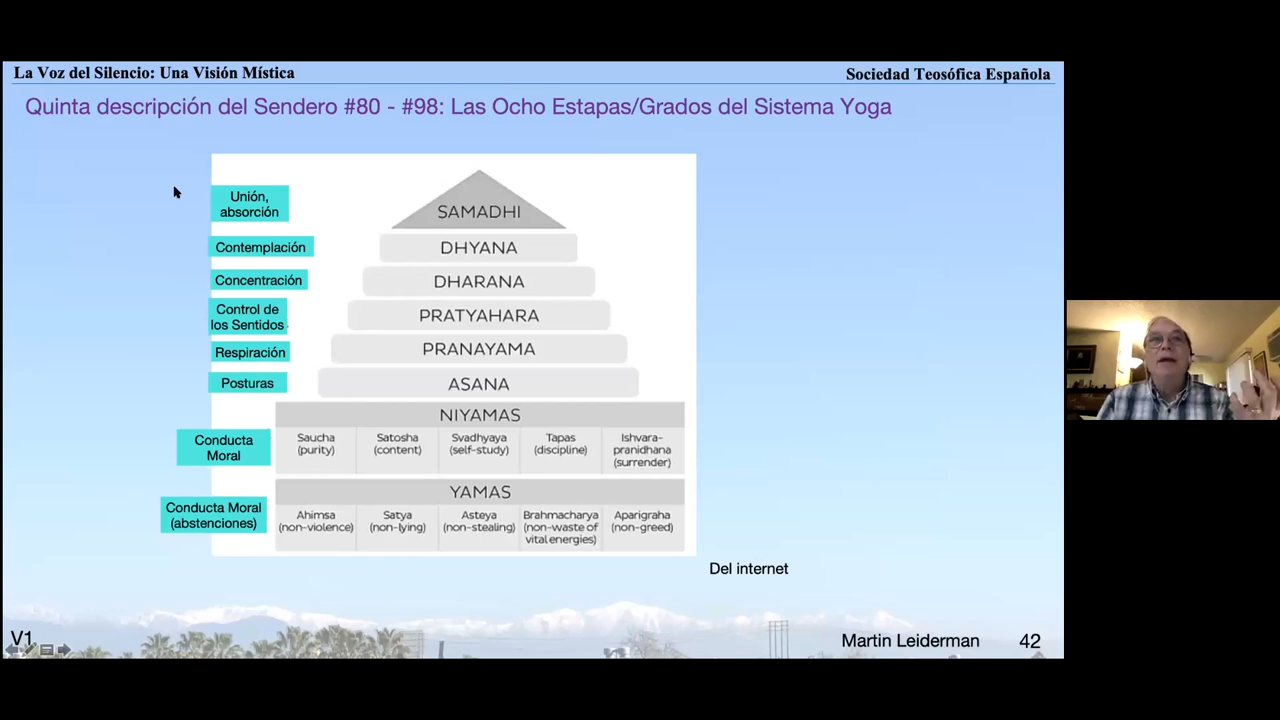 La Voz del Silencio: Una Visión Mística
Sociedad Teosófica Española
Quinta descripción del Sendero #80 - #98: Las Ocho Estapas/Grados del Sistema Yoga
Unión,
absorción
SAMADHI
Contemplación
DHYANA
Concentración
DHARANA
Control de
los Sentidos
PRATYAHARA
Respiración
PRANAYAMA
Posturas
ASANA
NIYAMAS
Conducta
Moral
Saucha
(purity)
Satosha
(content)
Svadhyaya
(self-study)
Tapas
(discipline)
Ishvara-
pranidhana
(surrender)
YAMAS
Conducta Moral
(abstenciones)
Ahimsa
(non-violence)
Satya
(non-lying)
Asteya
(non-stealing)
Brahmacharya
(non-waste of
vital energies)
Aparigraha
(non-greed)
Del internet
V1
Martin Leiderman
42